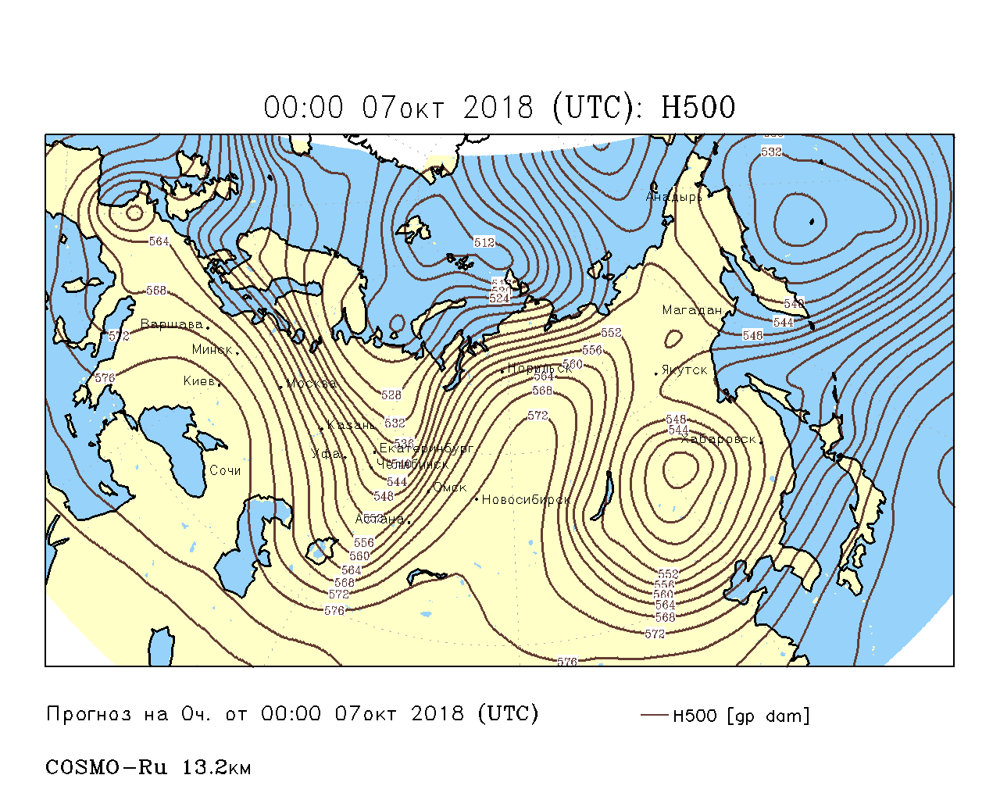 00:00 07окт 2018 (UTC): H500
532
Анадырь
564
512
568
524
540
Магадан
544
Варшава
572
552
548
Минск
556
560
576
Киев
Москва
Норильск
564
Якутск
528
568
532
572
548
Казань
536
544
Хабаровск
Уфа
Екатеринбург
Челябинск
540
Сочи
544
Омск
548
Новосибирск
Астана
552
556
560
564
568
572
576
552
556
560
564
568
572
576
Прогноз на 0ч. от 00:00 07окт 2018 (UTC)
H500 [gp dam]
COSMO-Ru 13.2км